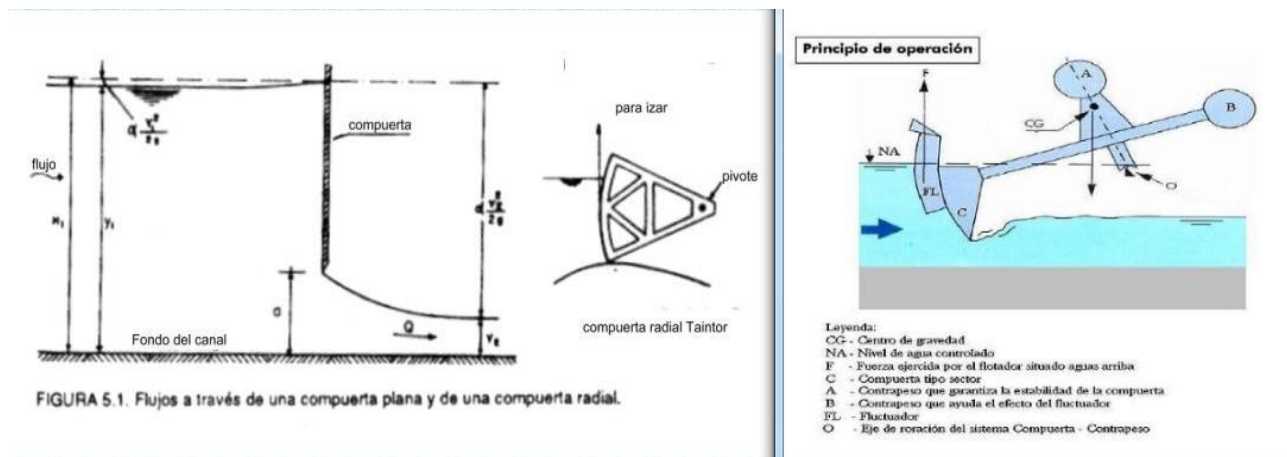 compuerta
flujo
y₁
a
Q
Fondo del canal
para izar
pivote
compuerta radial Taintor
FIGURA 5.1. Flujos a través de una compuerta plana y de una compuerta radial.
Principio de operación
F
A
B
CG
NA
FL
C
O
Leyenda:
CG - Centro de gravedad
NA - Nivel de agua controlado
F - Fuerza ejercida por el flotador situado aguas arriba
C - Compuerta tipo sector
A - Contrapeso que garantiza la estabilidad de la compuerta
B - Contrapeso que ayuda el efecto del fluctuador
FL - Fluctuador
O - Eje de roración del sistema Compuerta - Contrapeso